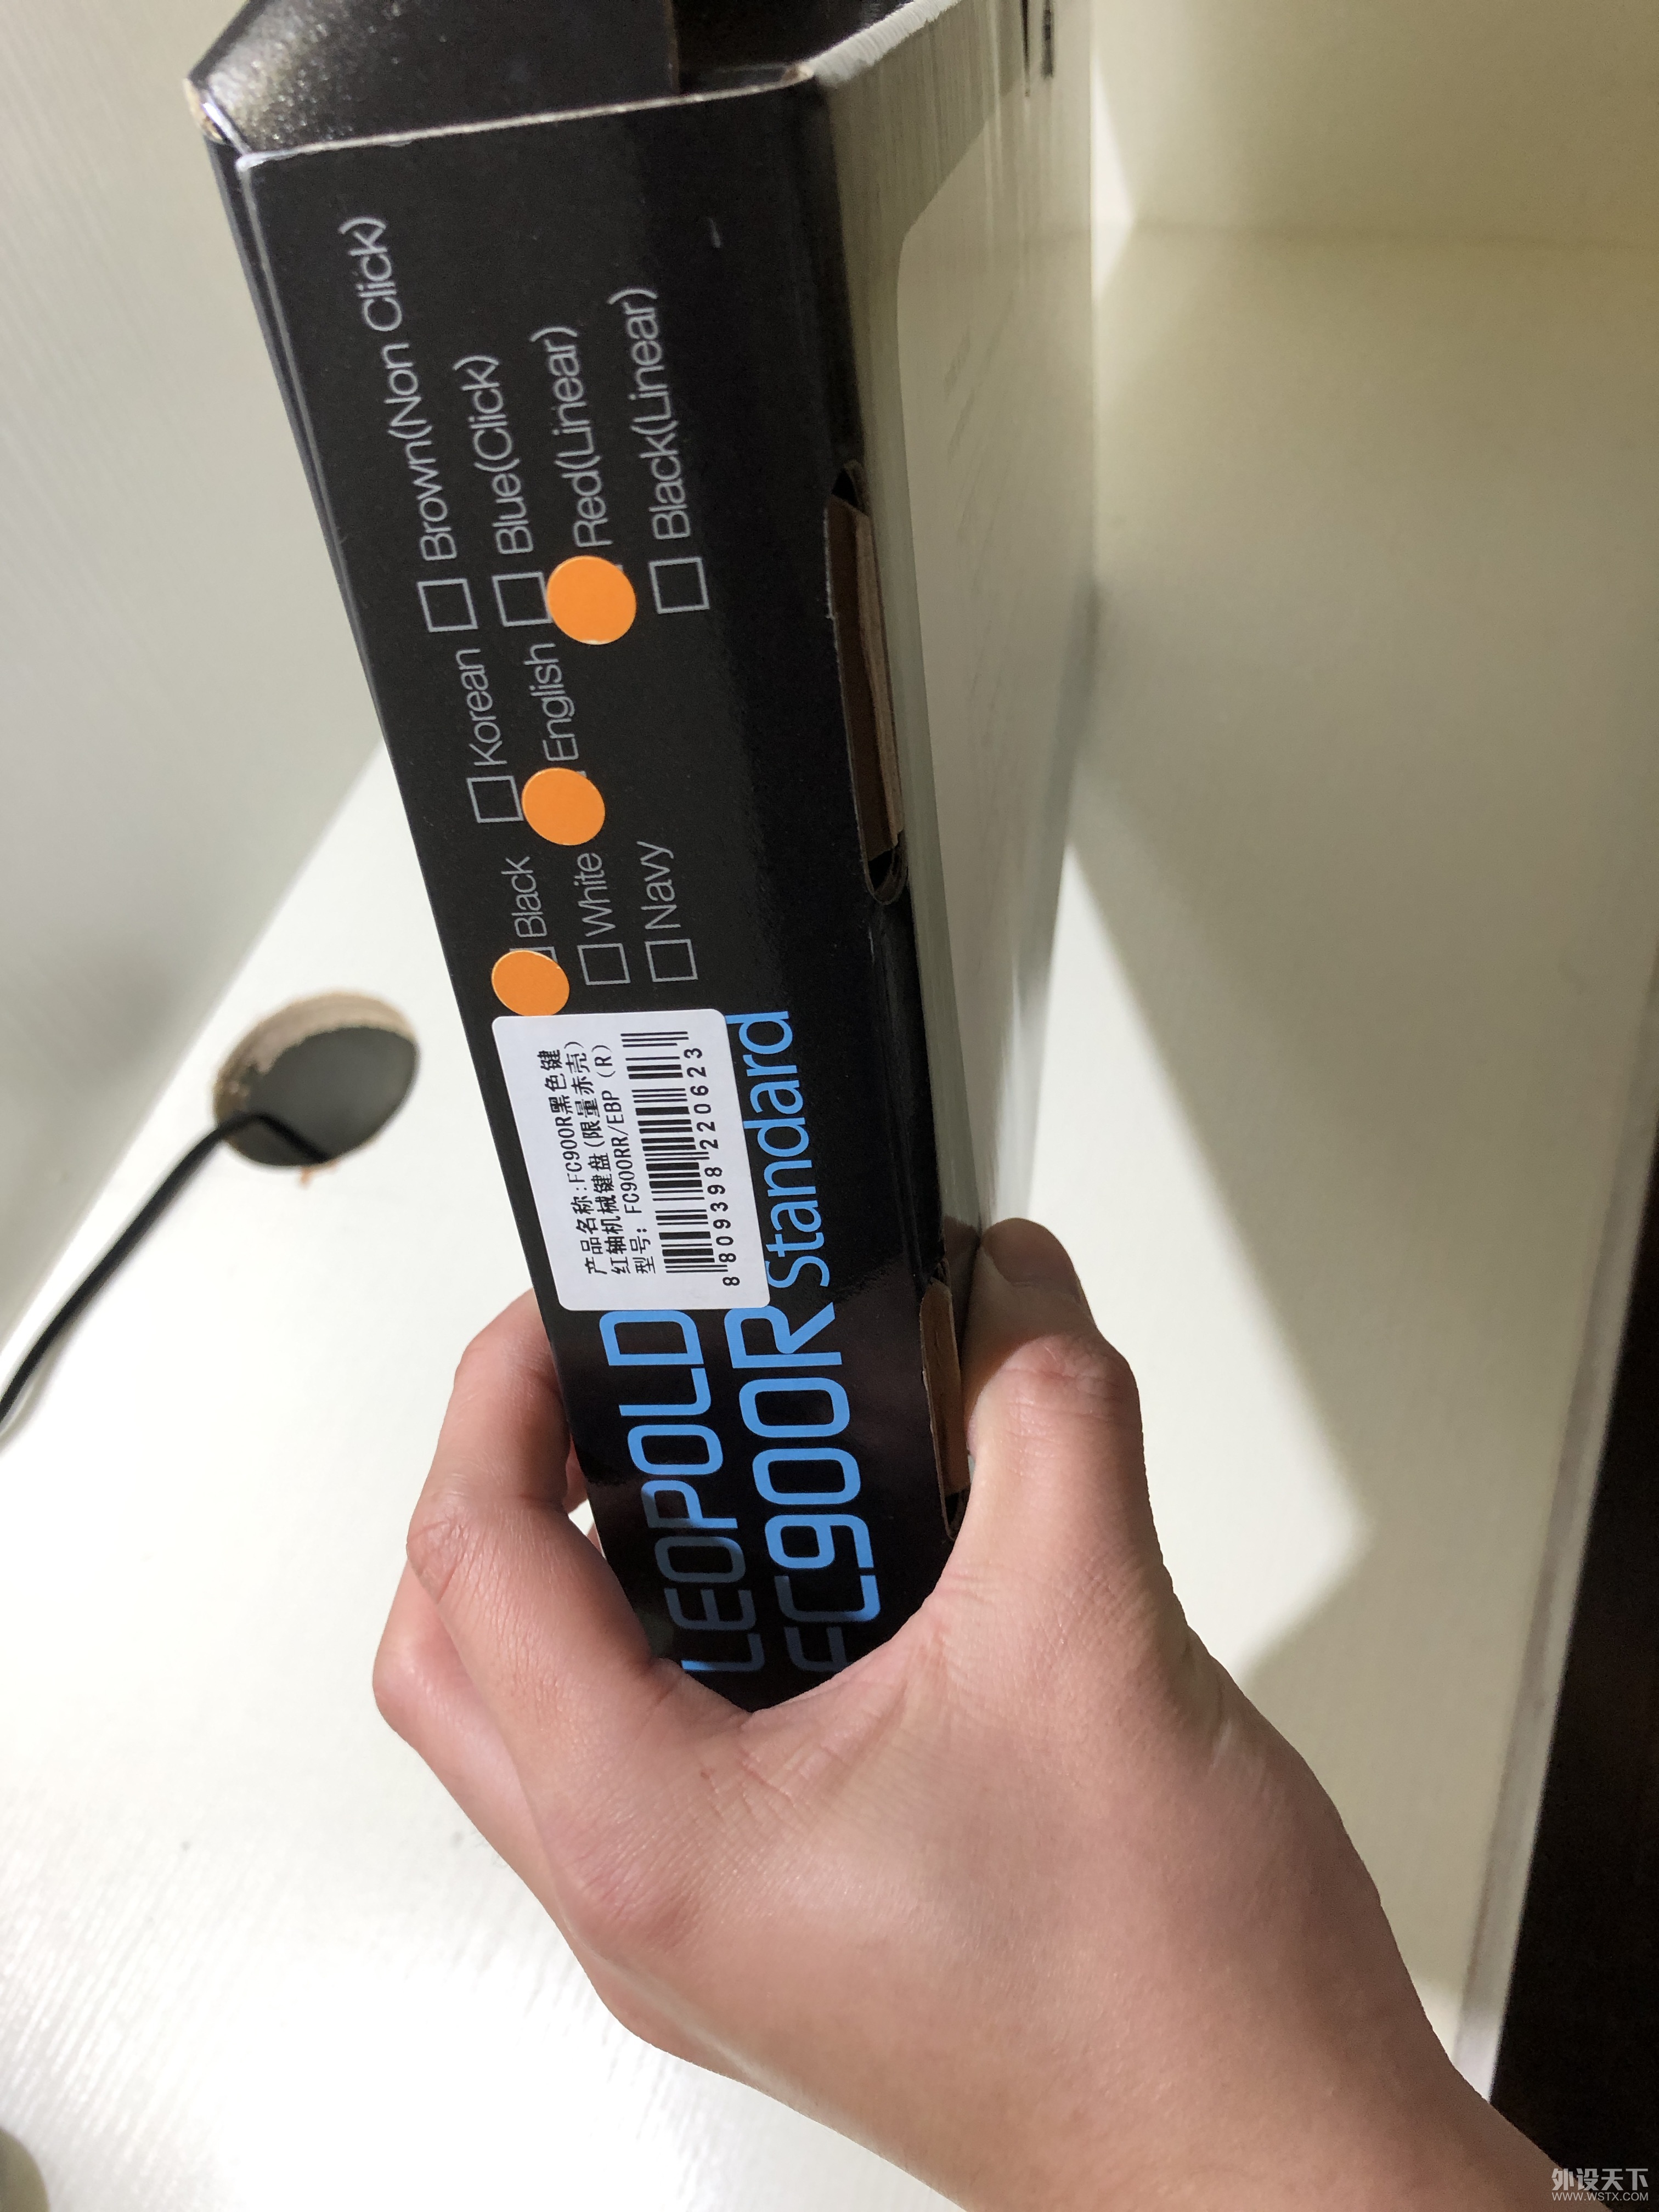 LEOPOLD
FC900R Standard
产品名称:FC900R黑色键
红轴机械键盘(限量赤壳)
型号: FC900RR/EBP (R)
8 809398 220623
Black
White
Navy
Korean
English
Brown(Non Click)
Blue(Click)
Red(Linear)
Black(Linear)
外设天下
WWW.WSTX.COM